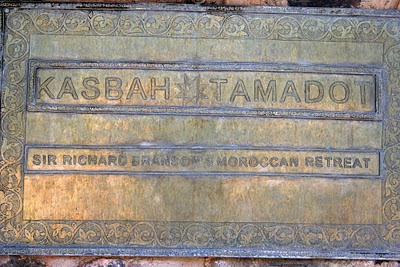 KASBAH TAMADOT
SIR RICHARD BRANSON'S MOROCCAN RETREAT